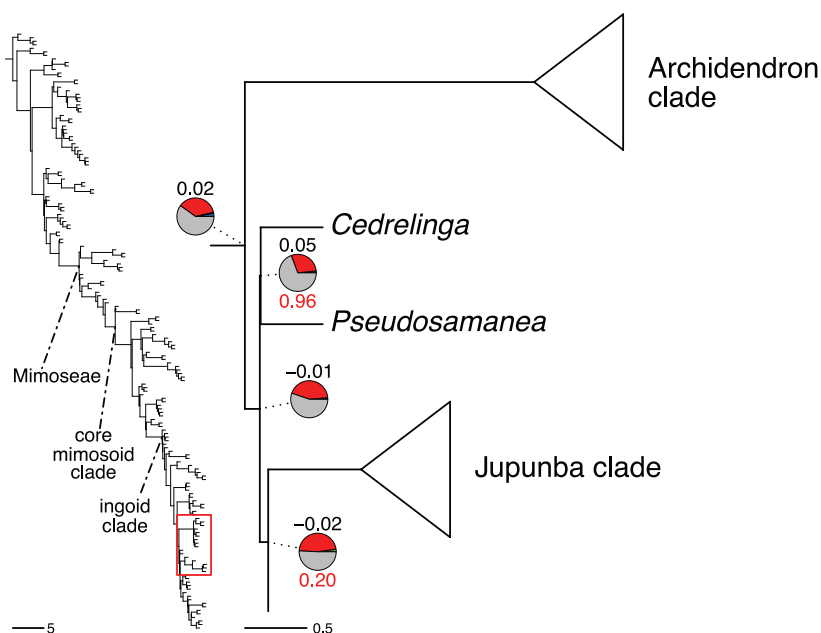 Archidendron
clade
0.02
Cedrelinga
0.05
0.96
Pseudosamanea
Mimoseae
−0.01
core
mimosoid
clade
Jupunba clade
ingoid
clade
−0.02
0.20
5
0.5